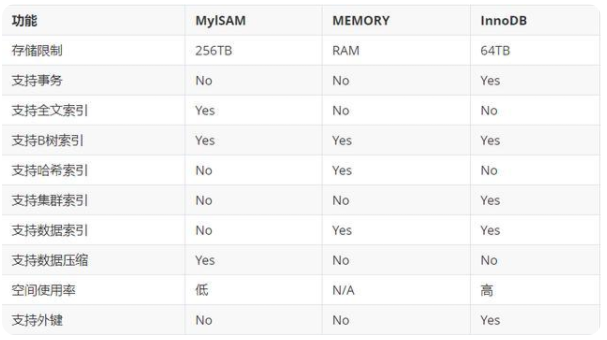 功能 MylSAM MEMORY InnoDB
存储限制 256TB RAM 64TB
支持事务 No No Yes
支持全文索引 Yes No No
支持B树索引 Yes Yes Yes
支持哈希索引 No Yes No
支持集群索引 No No Yes
支持数据索引 No Yes Yes
支持数据压缩 Yes No No
空间使用率 低 N/A 高
支持外键 No No Yes